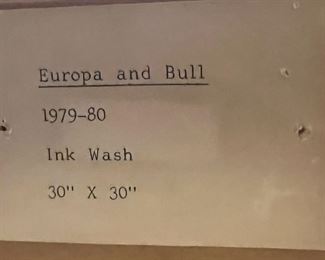 Europa and Bull
1979-80
Ink Wash
30" X 30"